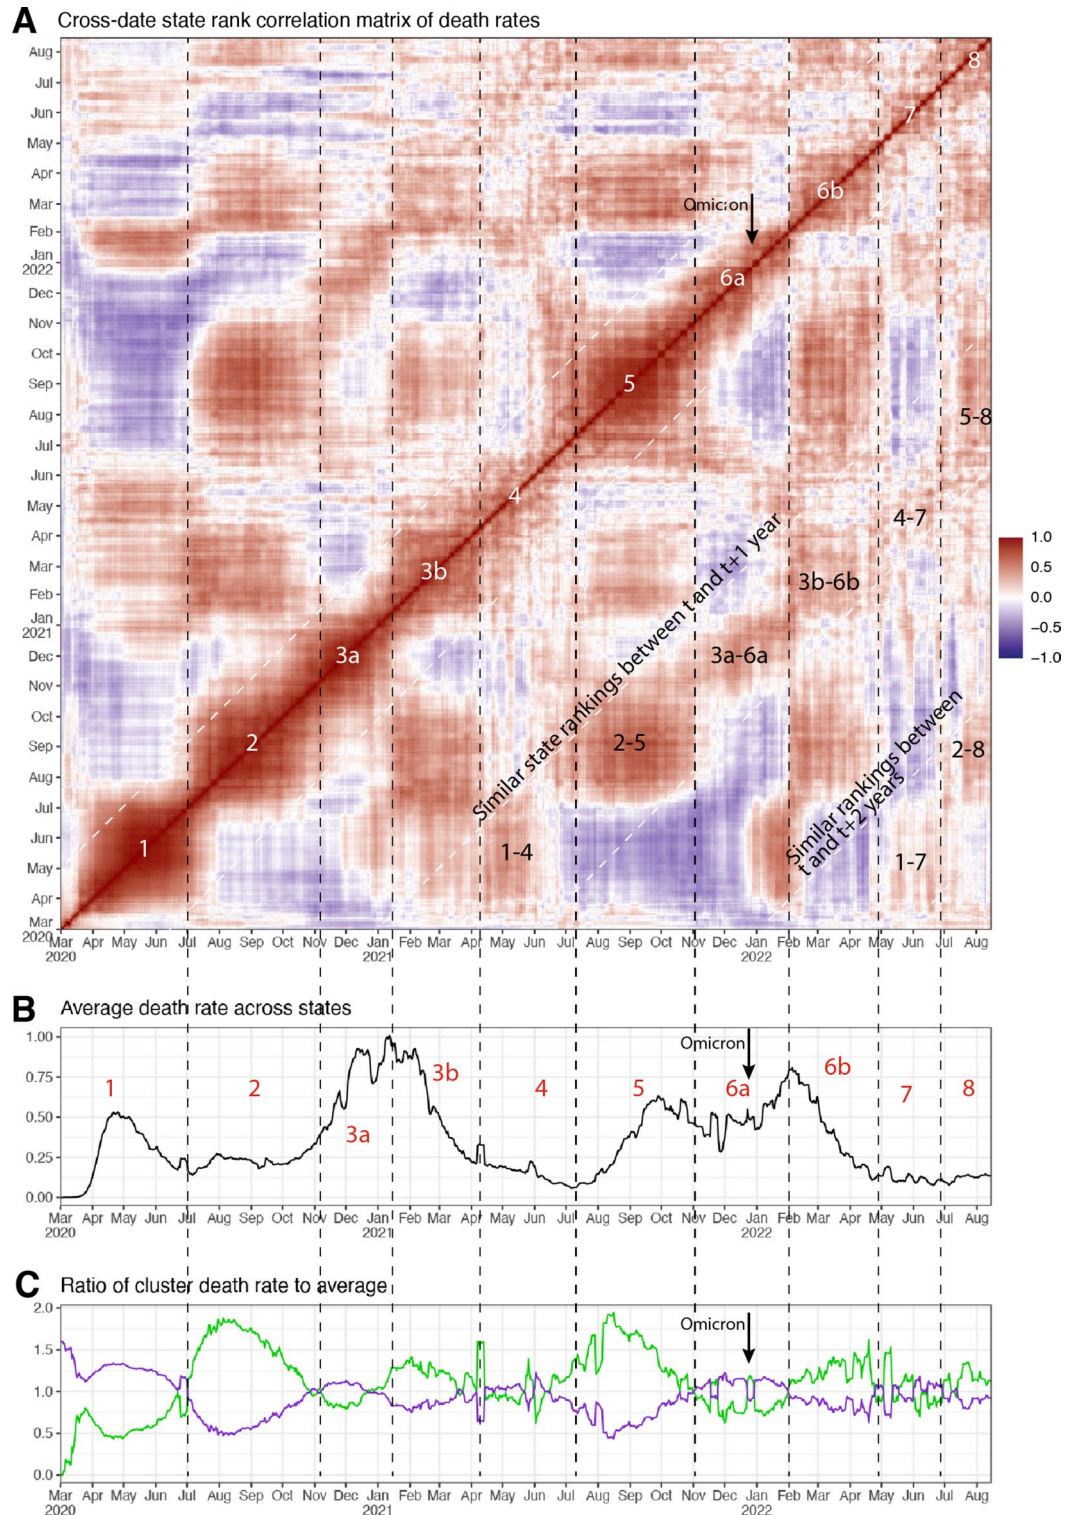 A Cross-date state rank correlation matrix of death rates
Aug
Jul
Jun
May
Apr
Mar
Feb
Jan
2022
Dec
Nov
Oct
Sep
Aug
Jul
Jun
May
Apr
Mar
Feb
Jan
2021
Dec
Nov
Oct
Sep
Aug
Jul
Jun
May
Apr
Mar
2020
8
7
6b
Omicron
6a
5
4
3b
3a
2
1
5-8
4-7
3b-6b
3a-6a
2-5
2-8
1-4
1-7
Similar state rankings between t and t+1 year
Similar rankings between
t and t+2 years
1.0
0.5
0.0
−0.5
−1.0
Mar Apr May Jun Jul Aug Sep Oct Nov Dec Jan Feb Mar Apr May Jun Jul Aug Sep Oct Nov Dec Jan Feb Mar Apr May Jun Jul Aug
2020 2021 2022
B Average death rate across states
1.00
0.75
0.50
0.25
0.00
1 2 3a 3b 4 5 6a 6b 7 8
Omicron
Mar Apr May Jun Jul Aug Sep Oct Nov Dec Jan Feb Mar Apr May Jun Jul Aug Sep Oct Nov Dec Jan Feb Mar Apr May Jun Jul Aug
2020 2021 2022
C Ratio of cluster death rate to average
2.0
1.5
1.0
0.5
0.0
Omicron
Mar Apr May Jun Jul Aug Sep Oct Nov Dec Jan Feb Mar Apr May Jun Jul Aug Sep Oct Nov Dec Jan Feb Mar Apr May Jun Jul Aug
2020 2021 2022